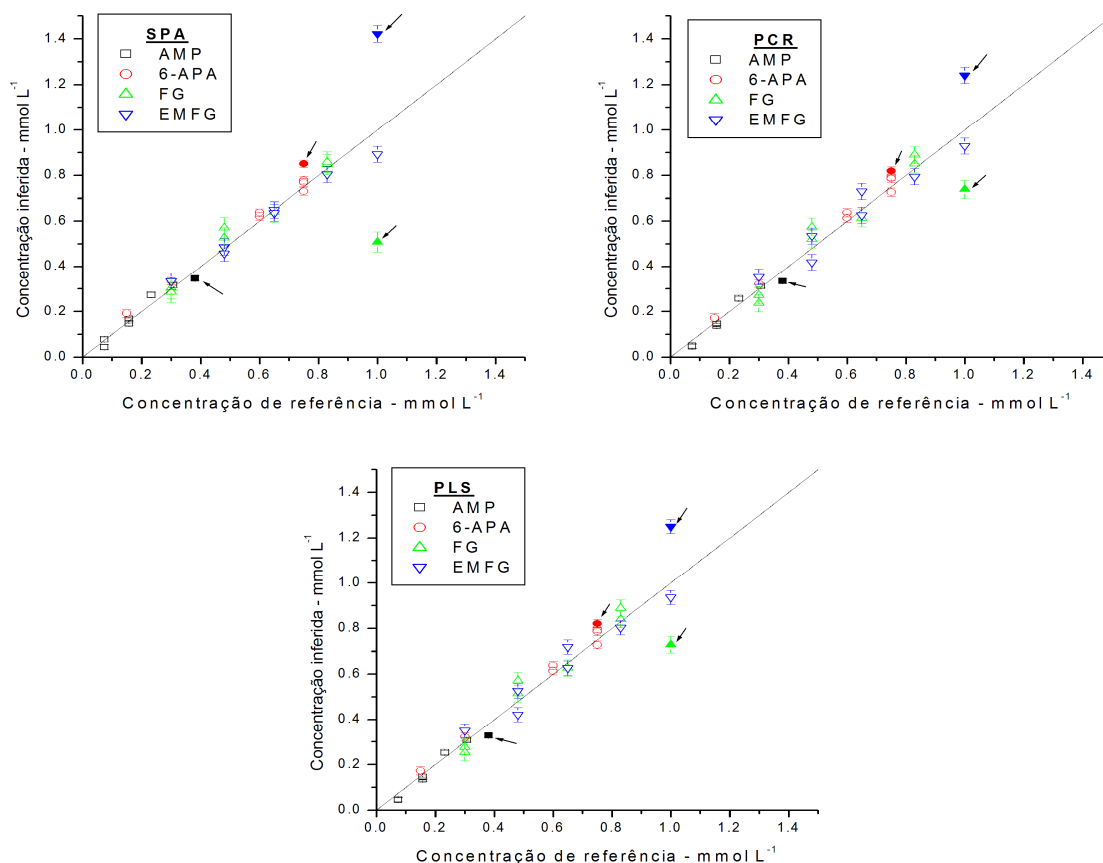 SPA
AMP
6-APA
FG
EMFG
Concentração inferida - mmol L⁻¹
1.4
1.2
1.0
0.8
0.6
0.4
0.2
0.0
0.0 0.2 0.4 0.6 0.8 1.0 1.2 1.4
Concentração de referência - mmol L⁻¹
PCR
AMP
6-APA
FG
EMFG
Concentração inferida - mmol L⁻¹
1.4
1.2
1.0
0.8
0.6
0.4
0.2
0.0
0.0 0.2 0.4 0.6 0.8 1.0 1.2 1.4
Concentração de referência - mmol L⁻¹
PLS
AMP
6-APA
FG
EMFG
Concentração inferida - mmol L⁻¹
1.4
1.2
1.0
0.8
0.6
0.4
0.2
0.0
0.0 0.2 0.4 0.6 0.8 1.0 1.2 1.4
Concentração de referência - mmol L⁻¹